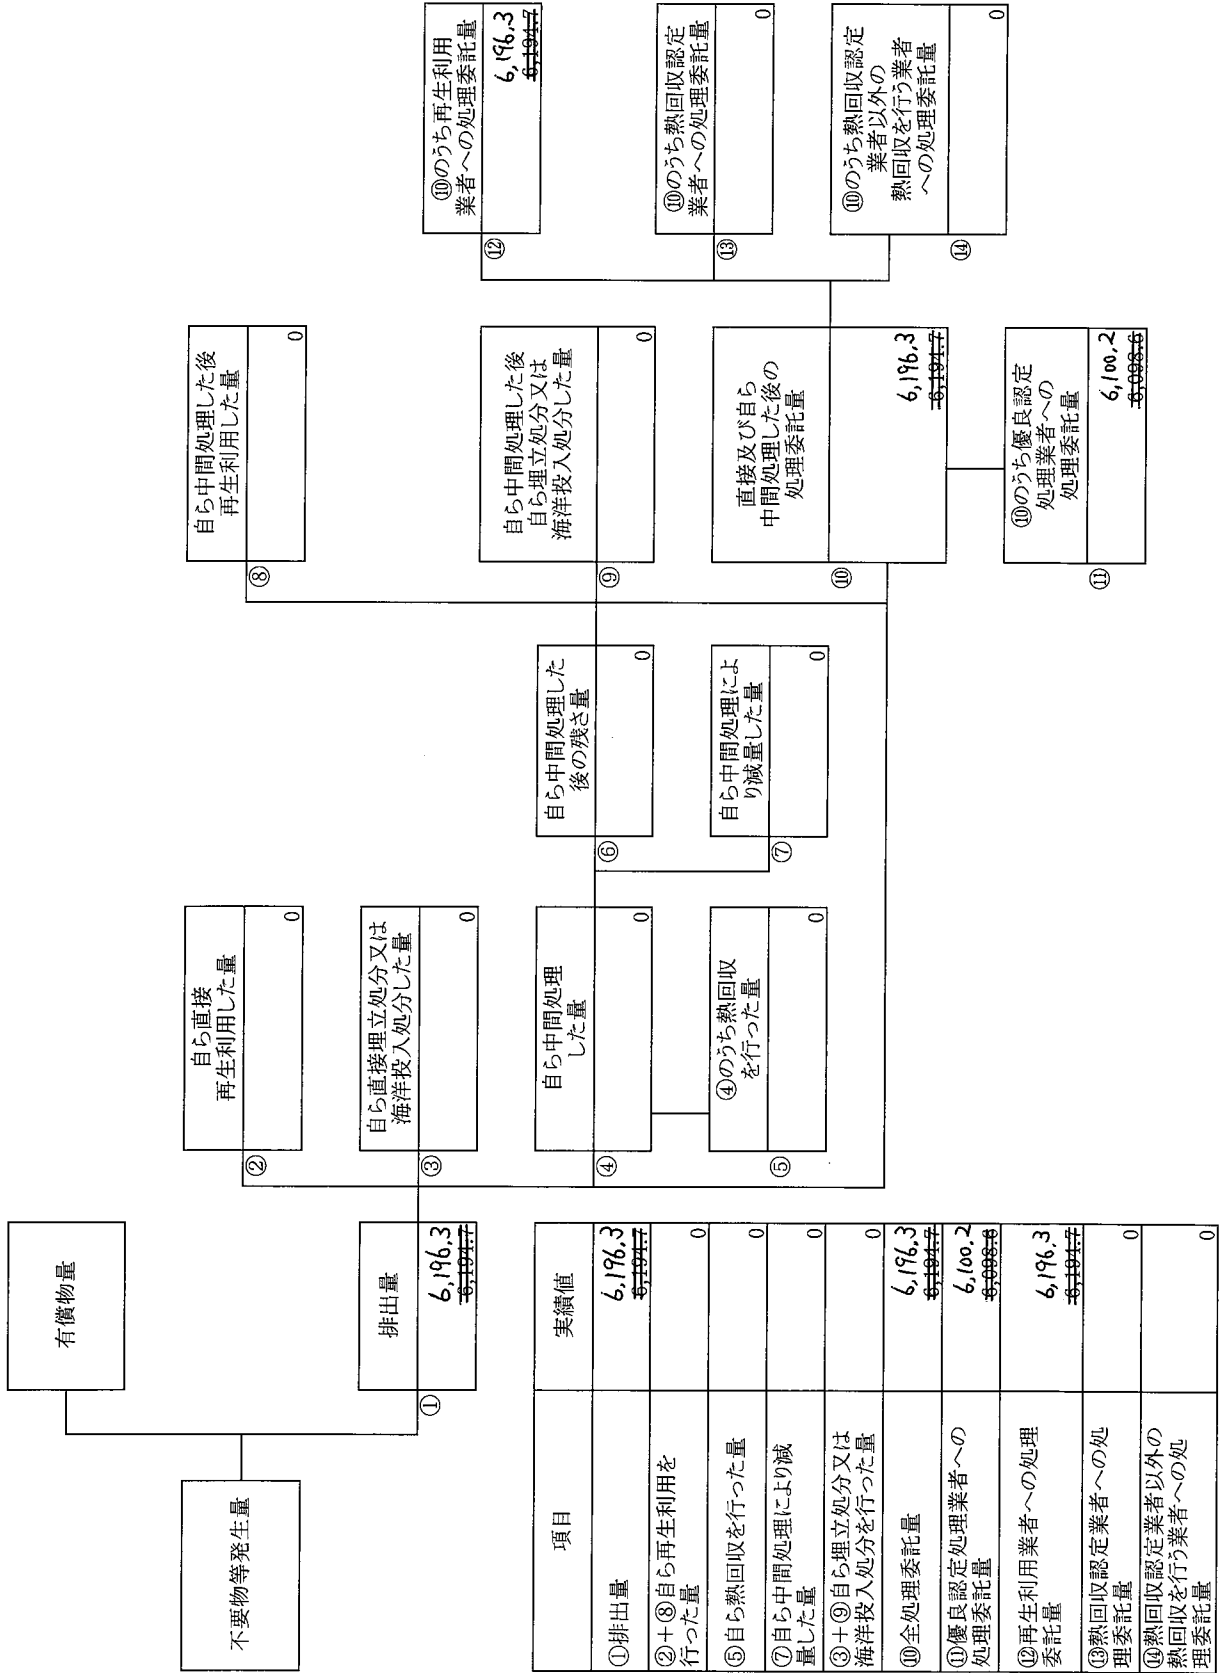 不要物等発生量
有償物量
①
排出量
6,196.3
6,194.7
②
自ら直接
再生利用した量
0
③
自ら直接埋立処分又は
海洋投入処分した量
0
④
自ら中間処理
した量
0
⑤
④のうち熱回収
を行った量
0
⑥
自ら中間処理した
後の残さ量
0
⑦
自ら中間処理によ
り減量した量
0
⑧
自ら中間処理した後
再生利用した量
0
⑨
自ら中間処理した後
自ら埋立処分又は
海洋投入処分した量
0
⑩
直接及び自ら
中間処理した後の
処理委託量
6,196.3
6,194.7
⑪
⑩のうち優良認定
処理業者への
処理委託量
6,100.2
6,098.6
⑫
⑩のうち再生利用
業者への処理委託量
6,196.3
6,194.7
⑬
⑩のうち熱回収認定
業者への処理委託量
0
⑭
⑩のうち熱回収認定
業者以外の
熱回収を行う業者
への処理委託量
0
項目 実績値
①排出量 6,196.3
6,194.7
②+⑧自ら再生利用を
行った量 0
⑤自ら熱回収を行った量 0
⑦自ら中間処理により減
量した量 0
③+⑨自ら埋立処分又は
海洋投入処分を行った量 0
⑩全処理委託量 6,196.3
6,194.7
⑪優良認定処理業者への
処理委託量 6,100.2
6,098.6
⑫再生利用業者への処理
委託量 6,196.3
6,194.7
⑬熱回収認定業者への処
理委託量 0
⑭熱回収認定業者以外の
熱回収を行う業者への処
理委託量 0